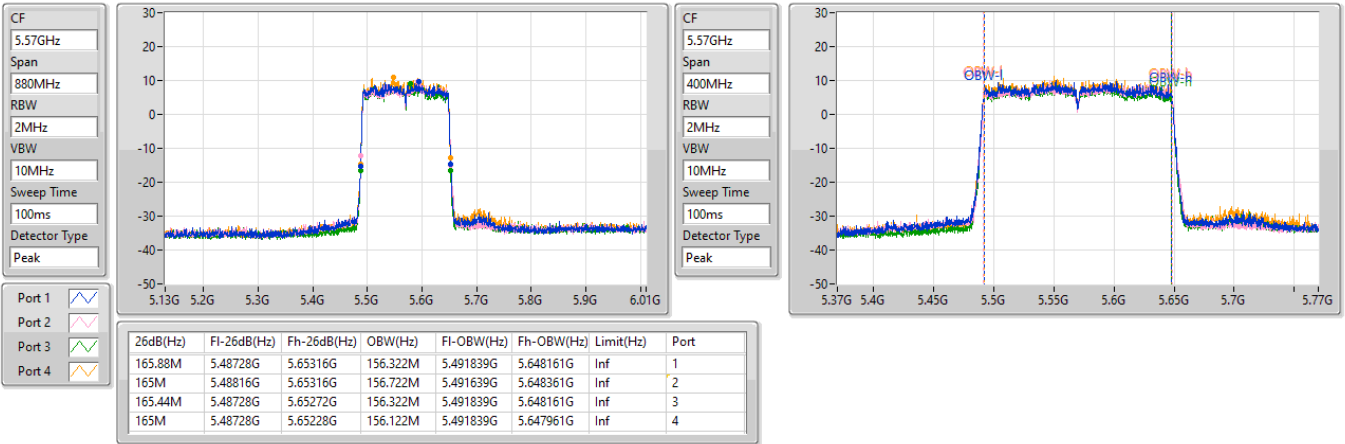 CF
5.57GHz
Span
880MHz
RBW
2MHz
VBW
10MHz
Sweep Time
100ms
Detector Type
Peak
30
20
10
0
-10
-20
-30
-40
-50
5.13G 5.2G 5.3G 5.4G 5.5G 5.6G 5.7G 5.8G 5.9G 6.01G
CF
5.57GHz
Span
400MHz
RBW
2MHz
VBW
10MHz
Sweep Time
100ms
Detector Type
Peak
30
20
10
0
-10
-20
-30
-40
-50
OBW-l OBW-h
5.37G 5.4G 5.45G 5.5G 5.55G 5.6G 5.65G 5.7G 5.77G
Port 1
Port 2
Port 3
Port 4
26dB(Hz) Fl-26dB(Hz) Fh-26dB(Hz) OBW(Hz) Fl-OBW(Hz) Fh-OBW(Hz) Limit(Hz) Port
165.88M 5.48728G 5.65316G 156.322M 5.491839G 5.648161G Inf 1
165M 5.48816G 5.65316G 156.722M 5.491639G 5.648361G Inf 2
165.44M 5.48728G 5.65272G 156.322M 5.491839G 5.648161G Inf 3
165M 5.48728G 5.65228G 156.122M 5.491839G 5.647961G Inf 4